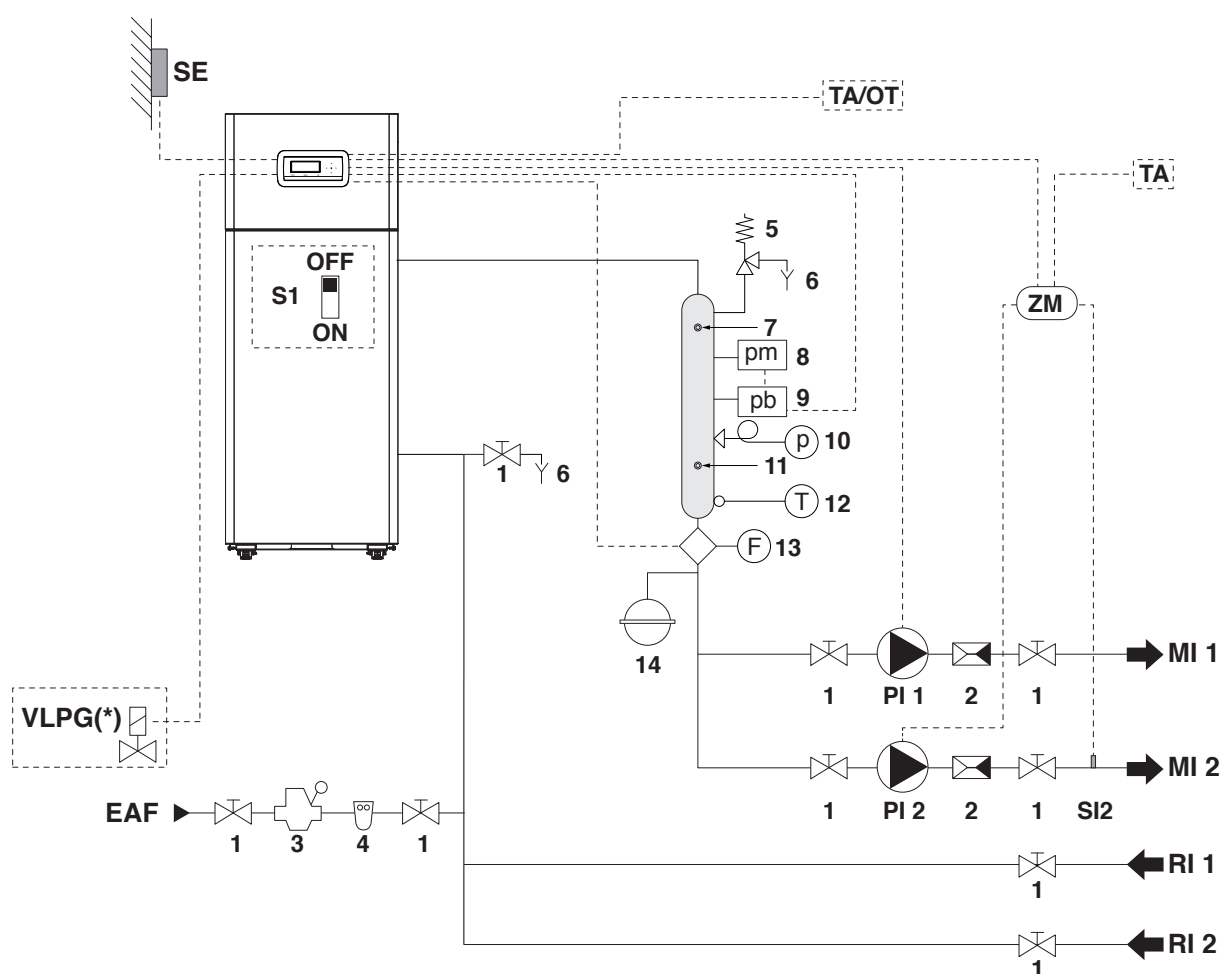 SE
TA/OT
TA
5
OFF
6
S1
ZM
7
ON
pm 8
pb 9
p 10
11
1 6
T 12
F 13
14
MI 1
1 PI 1 2 1
VLPG(*)
MI 2
EAF
1 PI 2 2 1 SI2
1 3 4 1
RI 1
1
RI 2
1